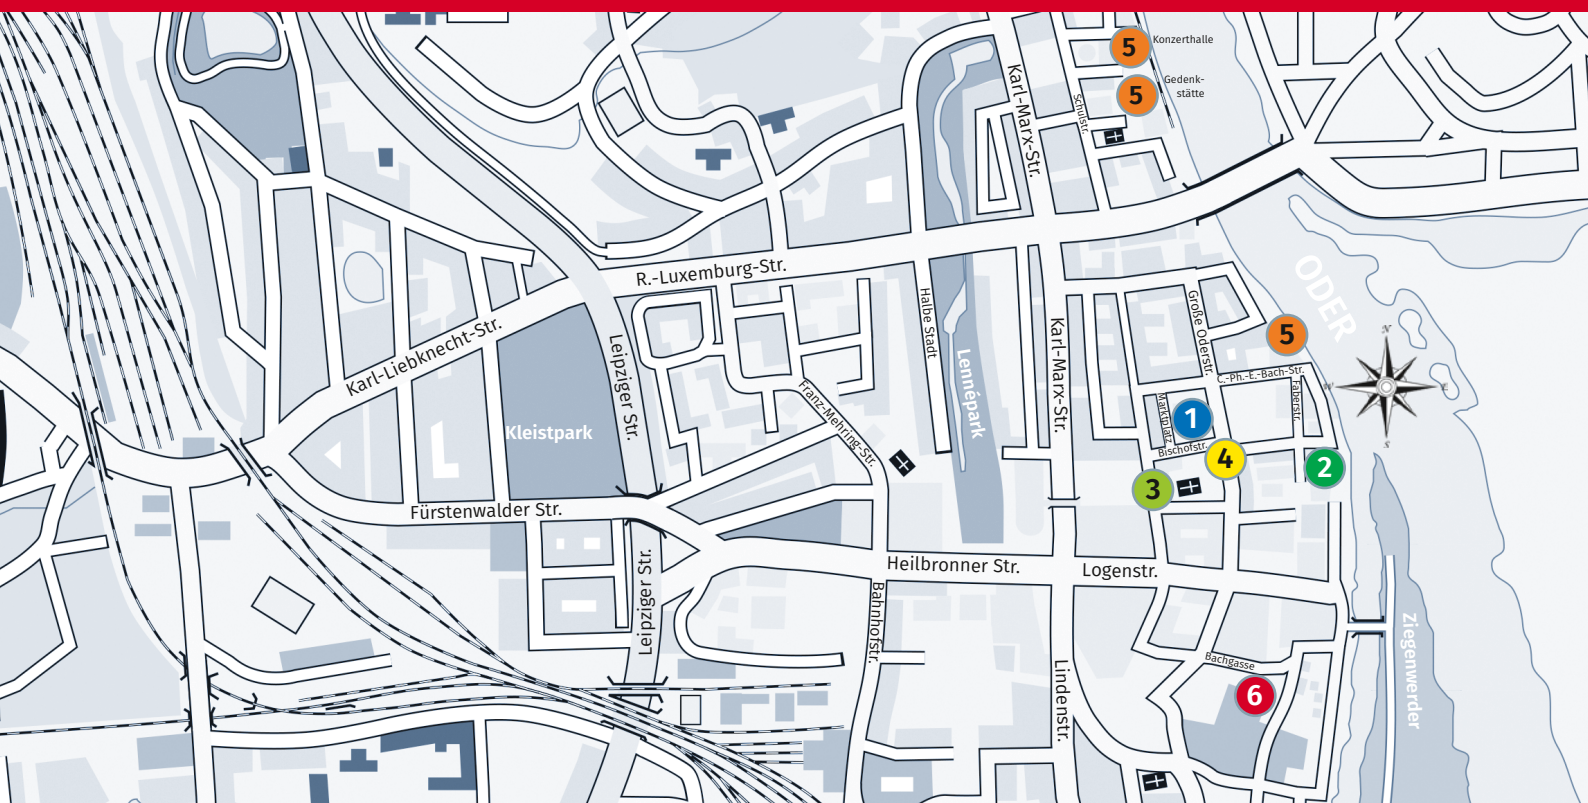 5
Konzerthalle
5
Gedenk-
stätte
Karl-Marx-Str.
Schulstr.
R.-Luxemburg-Str.
ODER
N
W
E
S
Große Oderstr.
5
Halbe Stadt
Lennépark
Karl-Marx-Str.
Karl-Liebknecht-Str.
Leipziger Str.
C.-Ph.-E.-Bach-Str.
Faberstr.
Marktplatz
1
Franz-Mehring-Str.
Kleistpark
Bischofstr.
4
2
3
Fürstenwalder Str.
Heilbronner Str.
Logenstr.
Leipziger Str.
Bahnhofstr.
Ziegenwerder
Bachgasse
6
Lindenstr.